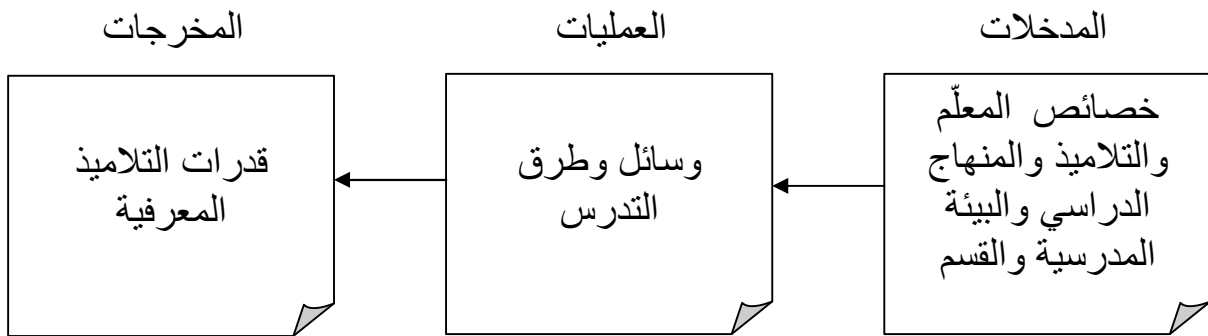 المدخلات
العمليات
المخرجات
خصائص المعلّم
والتلاميذ والمنهاج
الدراسي والبيئة
المدرسية والقسم
وسائل وطرق
التدرس
قدرات التلاميذ
المعرفية